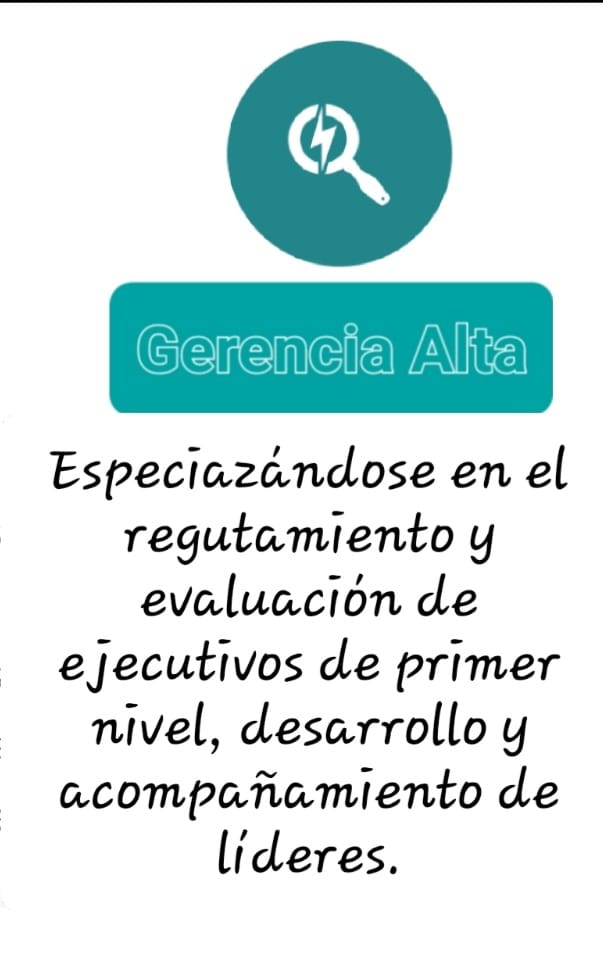 Gerencia Alta
Especiazándose en el
regutamiento y
evaluación de
ejecutivos de primer
nivel, desarrollo y
acompañamiento de
líderes.